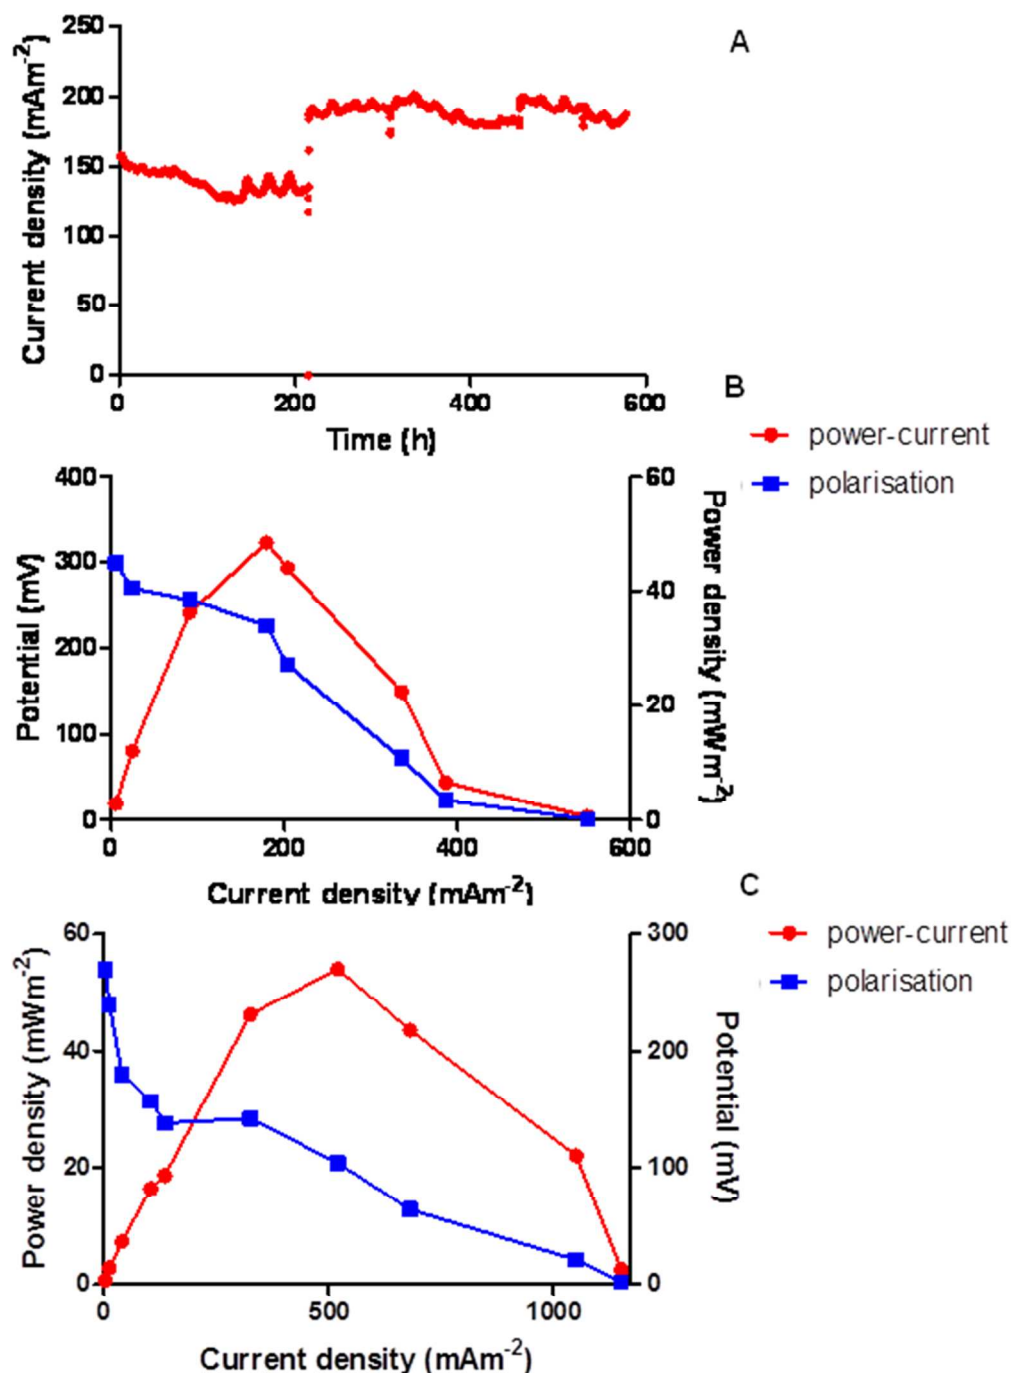 A
250
200
150
100
50
0
Current density (mAm-2)
0 200 400 600
Time (h)
B
power-current
polarisation
400
300
200
100
0
Potential (mV)
60
40
20
0
Power density (mWm-2)
0 200 400 600
Current density (mAm-2)
C
power-current
polarisation
60
40
20
0
Power density (mWm-2)
300
200
100
0
Potential (mV)
0 500 1000
Current density (mAm-2)